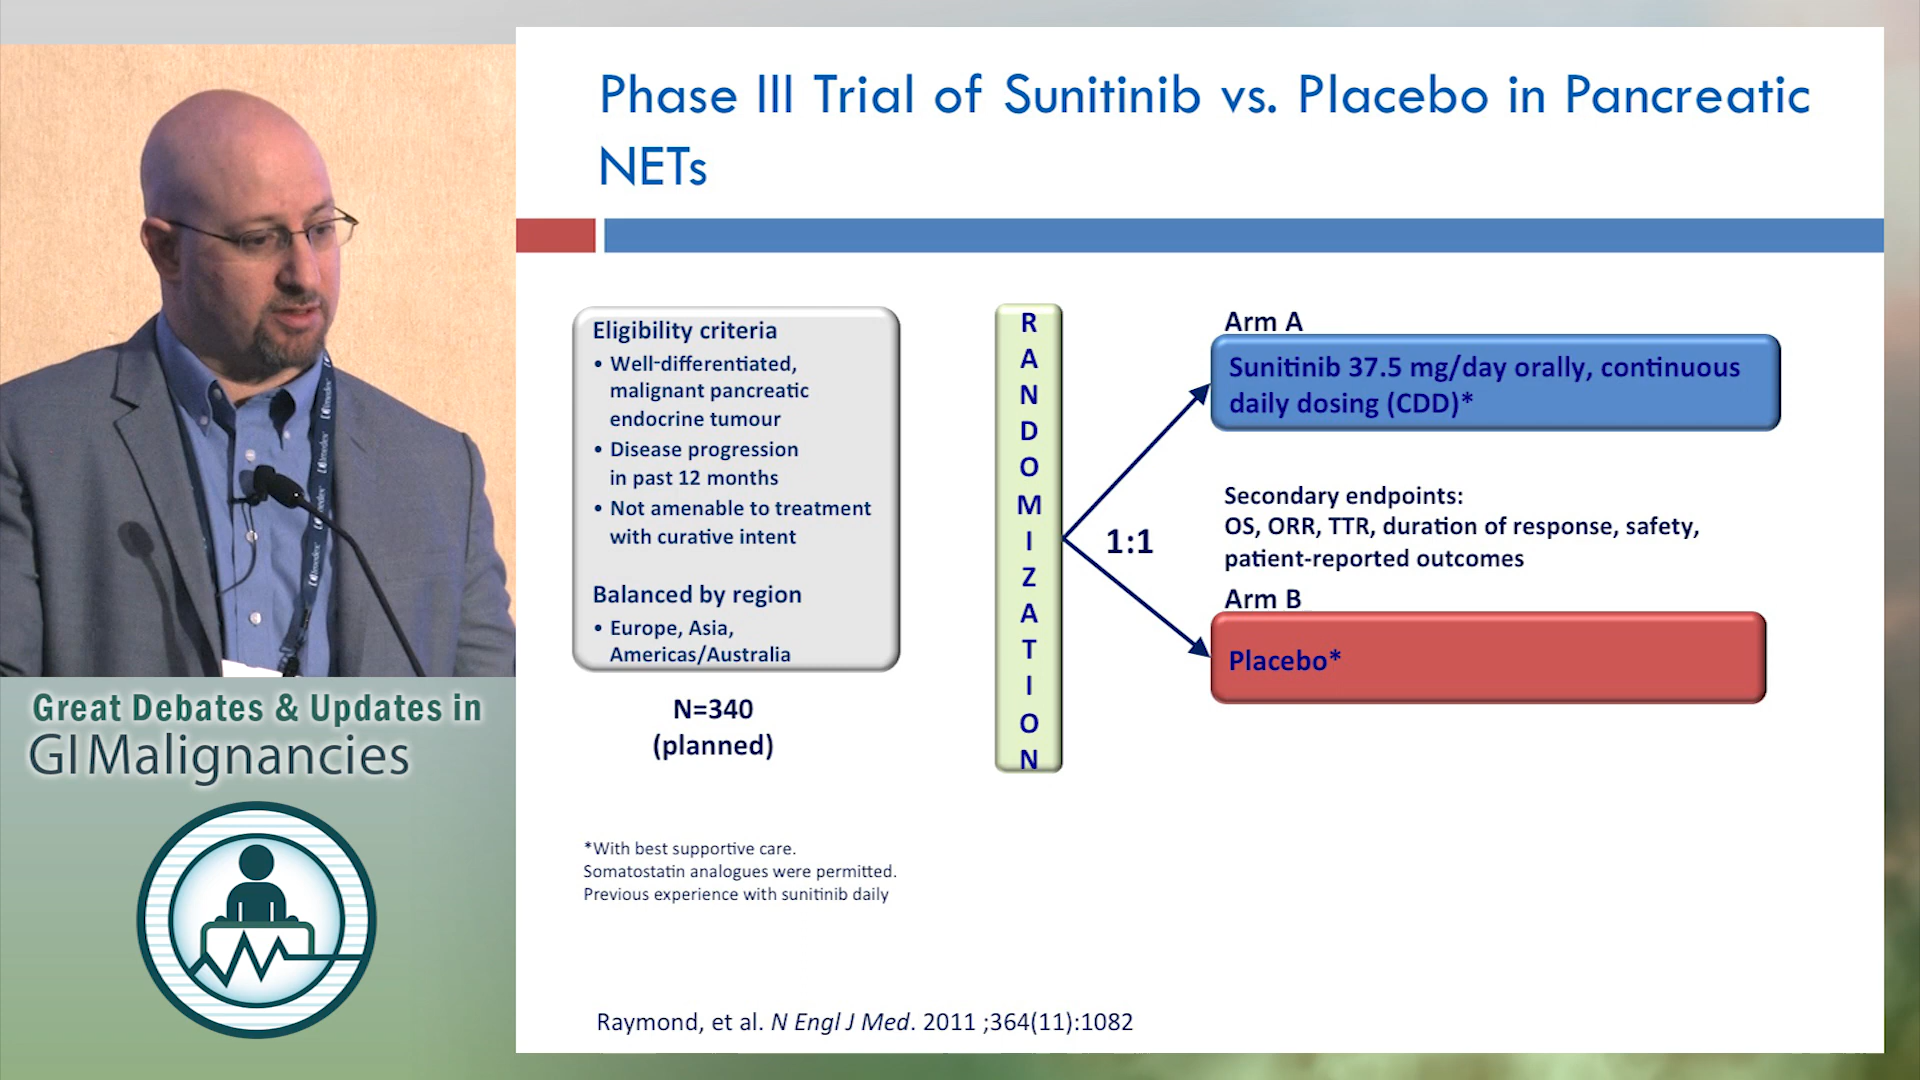 Phase III Trial of Sunitinib vs. Placebo in Pancreatic
NETs
Eligibility criteria
• Well-differentiated,
malignant pancreatic
endocrine tumour
• Disease progression
in past 12 months
• Not amenable to treatment
with curative intent
Balanced by region
• Europe, Asia,
Americas/Australia
N=340
(planned)
RANDOMIZATION
1:1
Arm A
Sunitinib 37.5 mg/day orally, continuous
daily dosing (CDD)*
Secondary endpoints:
OS, ORR, TTR, duration of response, safety,
patient-reported outcomes
Arm B
Placebo*
*With best supportive care.
Somatostatin analogues were permitted.
Previous experience with sunitinib daily
Raymond, et al. N Engl J Med. 2011 ;364(11):1082
Great Debates & Updates in
GI Malignancies
imedex
imedex